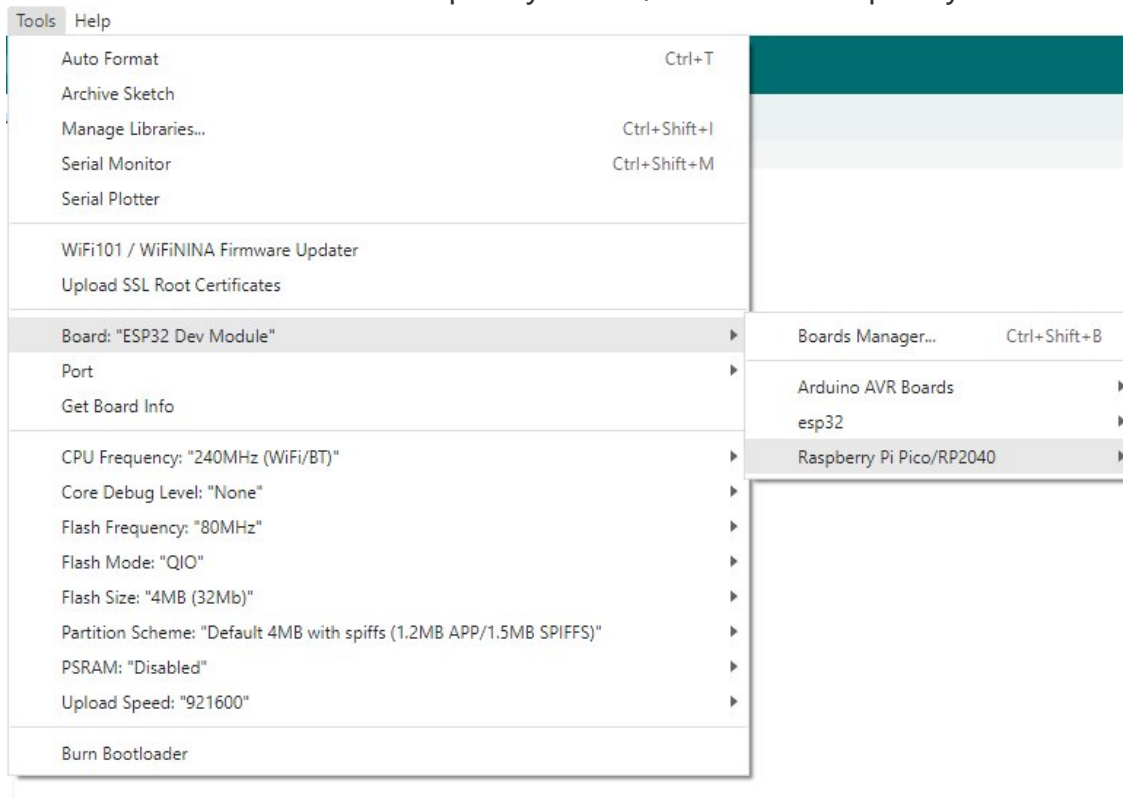 Tools Help
Auto Format Ctrl+T
Archive Sketch
Manage Libraries... Ctrl+Shift+I
Serial Monitor Ctrl+Shift+M
Serial Plotter
WiFi101 / WiFiNINA Firmware Updater
Upload SSL Root Certificates
Board: "ESP32 Dev Module"
Port
Get Board Info
CPU Frequency: "240MHz (WiFi/BT)"
Core Debug Level: "None"
Flash Frequency: "80MHz"
Flash Mode: "QIO"
Flash Size: "4MB (32Mb)"
Partition Scheme: "Default 4MB with spiffs (1.2MB APP/1.5MB SPIFFS)"
PSRAM: "Disabled"
Upload Speed: "921600"
Burn Bootloader
Boards Manager... Ctrl+Shift+B
Arduino AVR Boards
esp32
Raspberry Pi Pico/RP2040